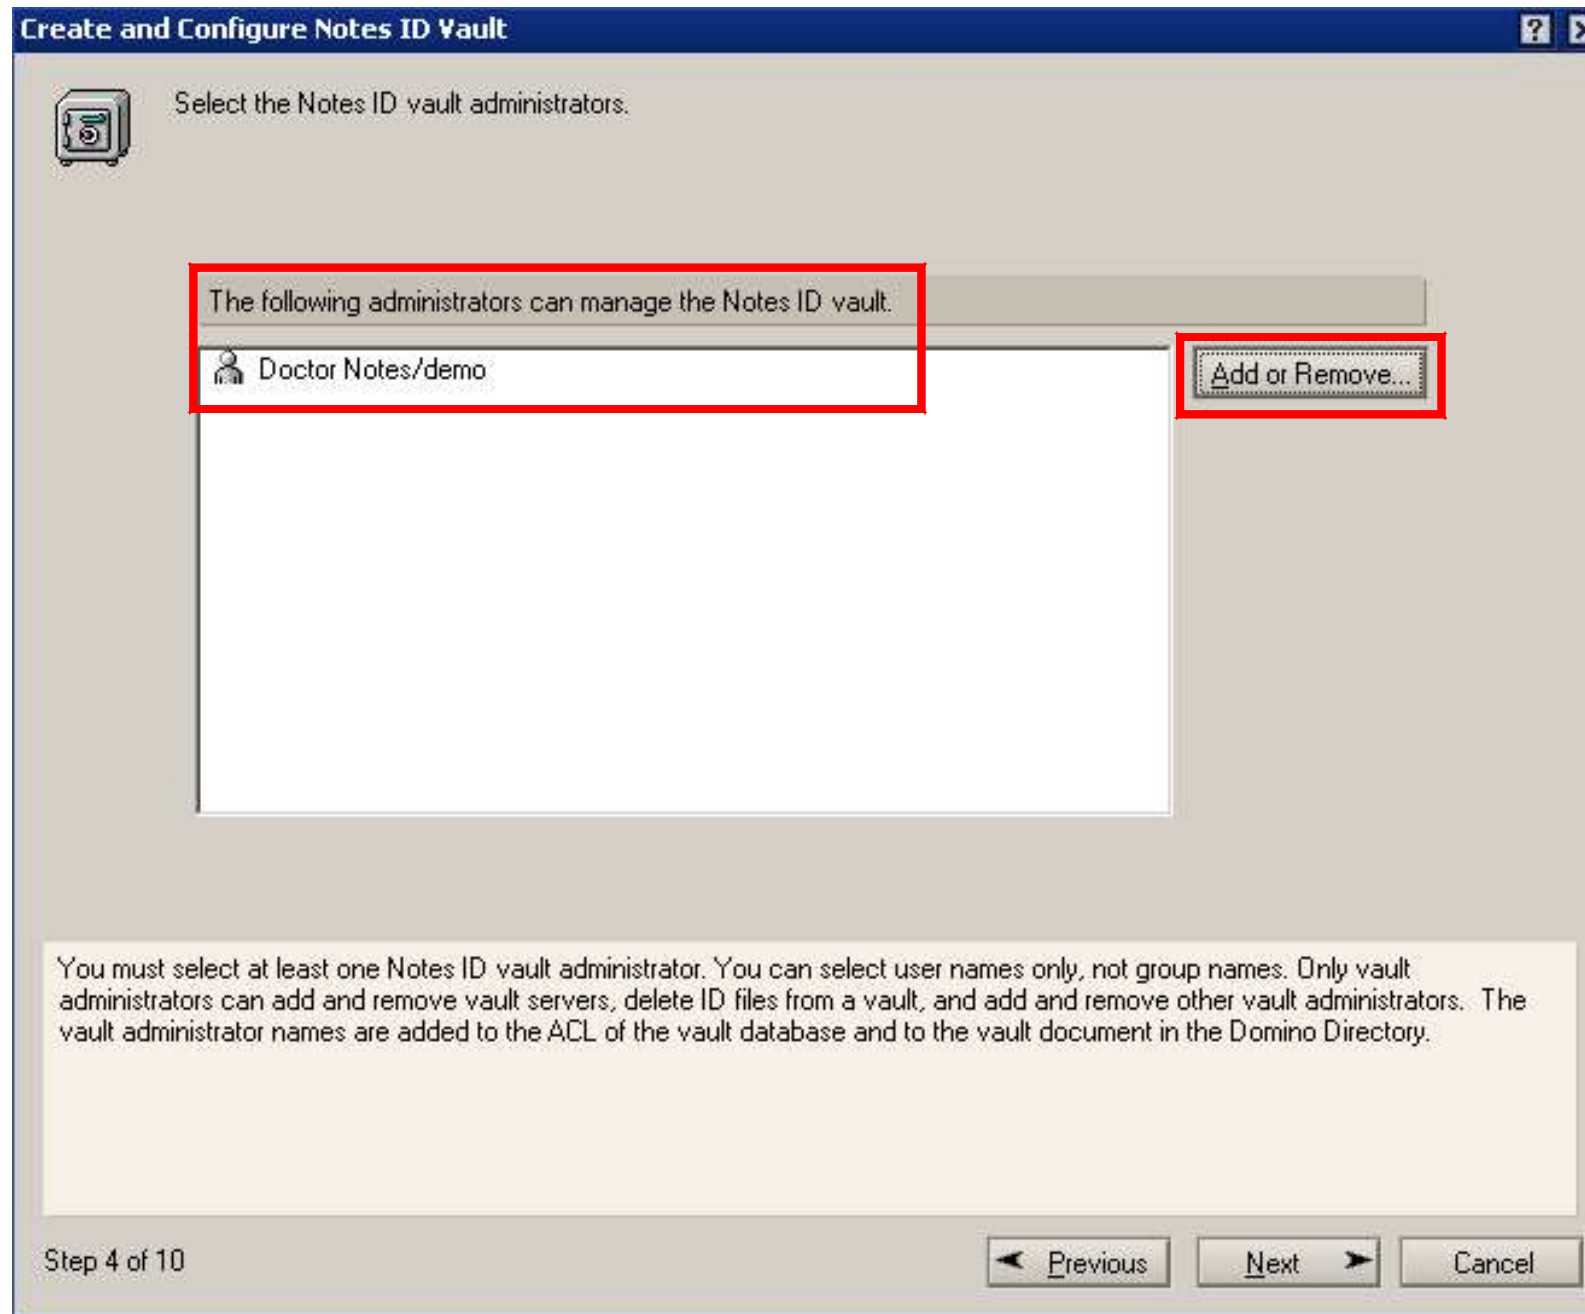 Create and Configure Notes ID Vault
Select the Notes ID vault administrators.
The following administrators can manage the Notes ID vault.
Doctor Notes/demo
Add or Remove...
You must select at least one Notes ID vault administrator. You can select user names only, not group names. Only vault
administrators can add and remove vault servers, delete ID files from a vault, and add and remove other vault administrators.  The
vault administrator names are added to the ACL of the vault database and to the vault document in the Domino Directory.
Step 4 of 10
Previous
Next
Cancel